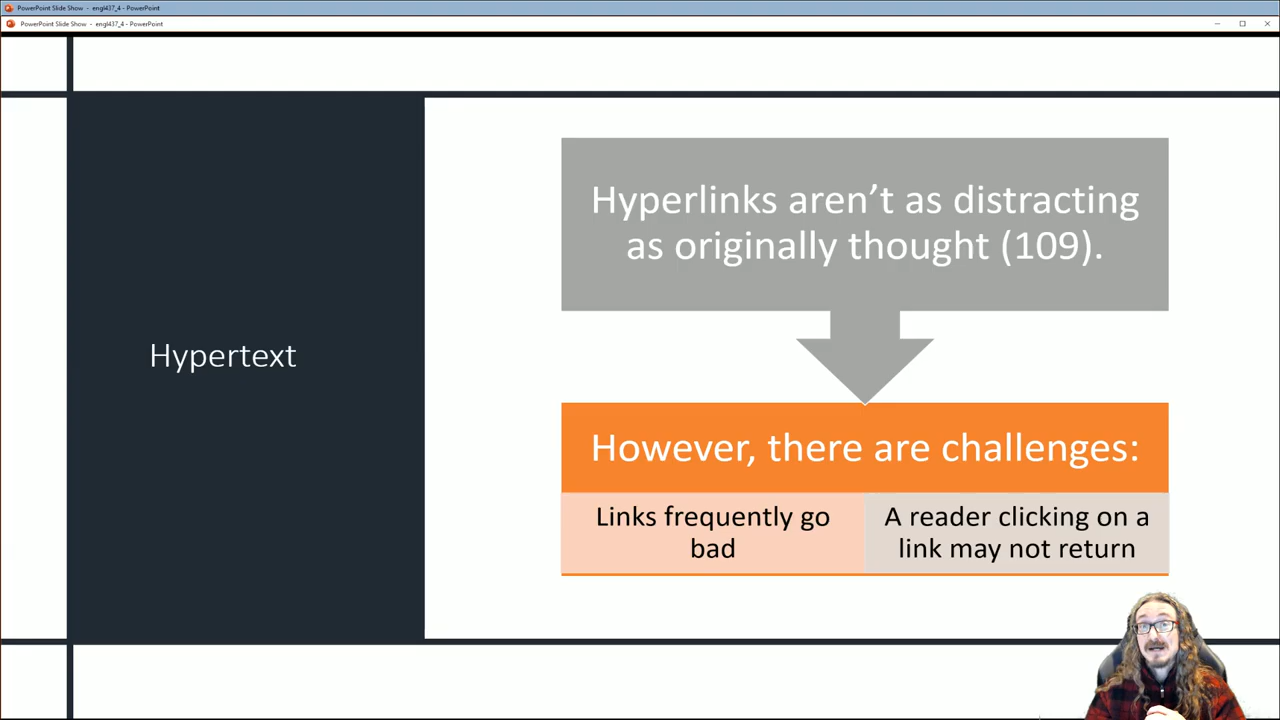 PowerPoint Slide Show - engl437_4 - PowerPoint
PowerPoint Slide Show - engl437_4 - PowerPoint
Hypertext
Hyperlinks aren’t as distracting
as originally thought (109).
However, there are challenges:
Links frequently go
bad
A reader clicking on a
link may not return